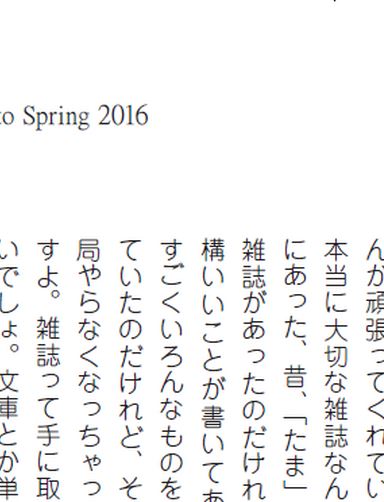 to Spring 2016
んが頑張ってくれてい
本当に大切な雑誌なん
にあった、昔、「たま」
雑誌があったのだけれ
構いいことが書いてあ
すごくいろんなものを
ていたのだけれど、そ
局やらなくなっちゃっ
すよ。雑誌って手に取
いでしょ。文庫とか単